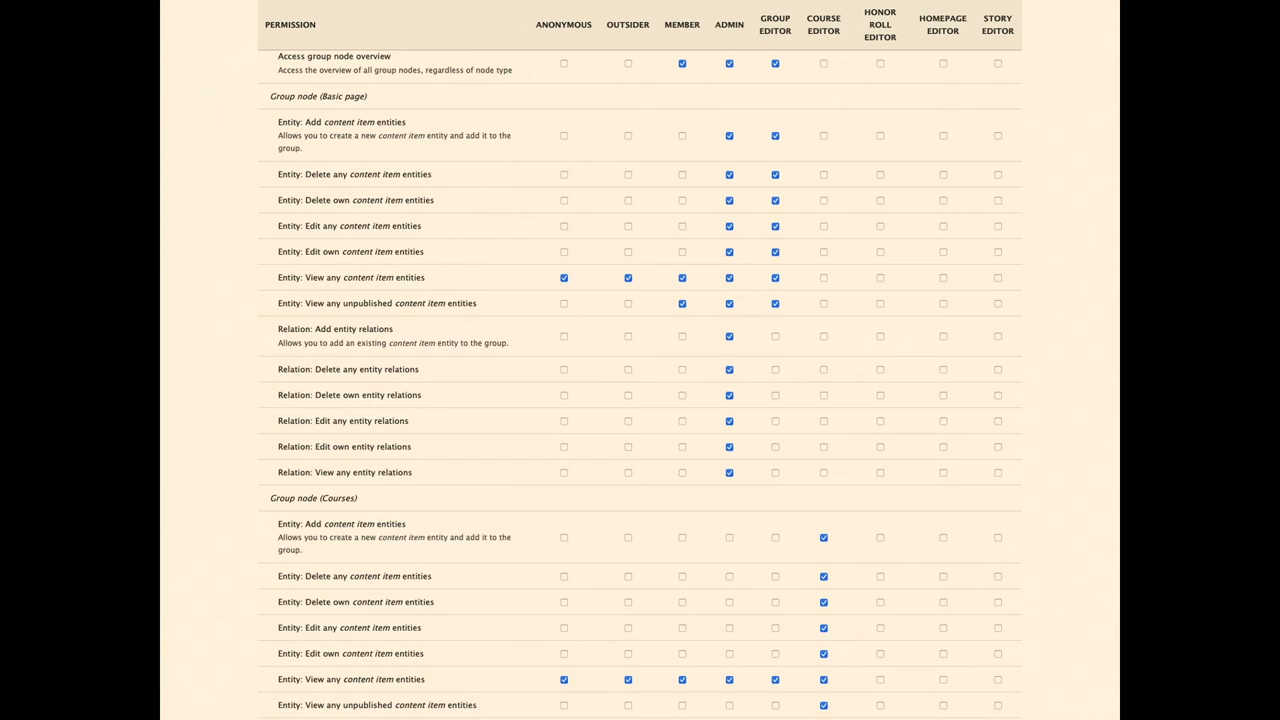 PERMISSION ANONYMOUS OUTSIDER MEMBER ADMIN GROUP EDITOR COURSE EDITOR HONOR ROLL EDITOR HOMEPAGE EDITOR STORY EDITOR
Access group node overview
Access the overview of all group nodes, regardless of node type
Group node (Basic page)
Entity: Add content item entities
Allows you to create a new content item entity and add it to the
group.
Entity: Delete any content item entities
Entity: Delete own content item entities
Entity: Edit any content item entities
Entity: Edit own content item entities
Entity: View any content item entities
Entity: View any unpublished content item entities
Relation: Add entity relations
Allows you to add an existing content item entity to the group.
Relation: Delete any entity relations
Relation: Delete own entity relations
Relation: Edit any entity relations
Relation: Edit own entity relations
Relation: View any entity relations
Group node (Courses)
Entity: Add content item entities
Allows you to create a new content item entity and add it to the
group.
Entity: Delete any content item entities
Entity: Delete own content item entities
Entity: Edit any content item entities
Entity: Edit own content item entities
Entity: View any content item entities
Entity: View any unpublished content item entities